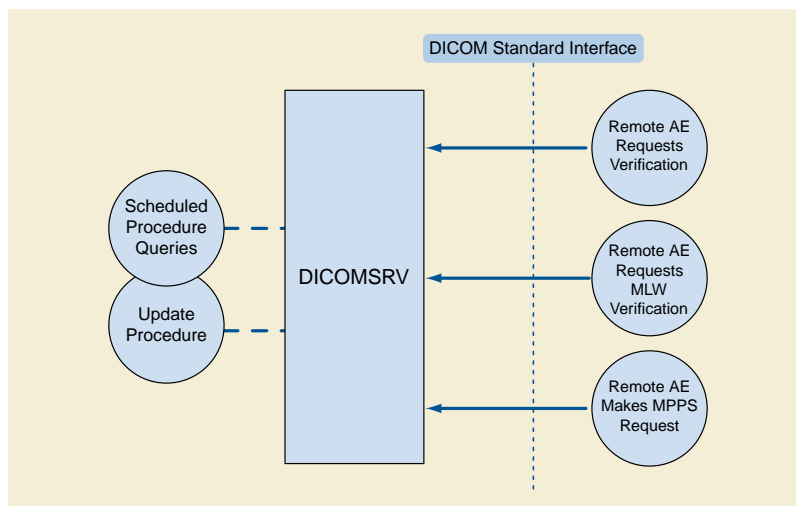 DICOM Standard Interface
Remote AE
Requests
Verification
Scheduled
Procedure
Queries
DICOMSRV
Remote AE
Requests
MLW
Verification
Update
Procedure
Remote AE
Makes MPPS
Request